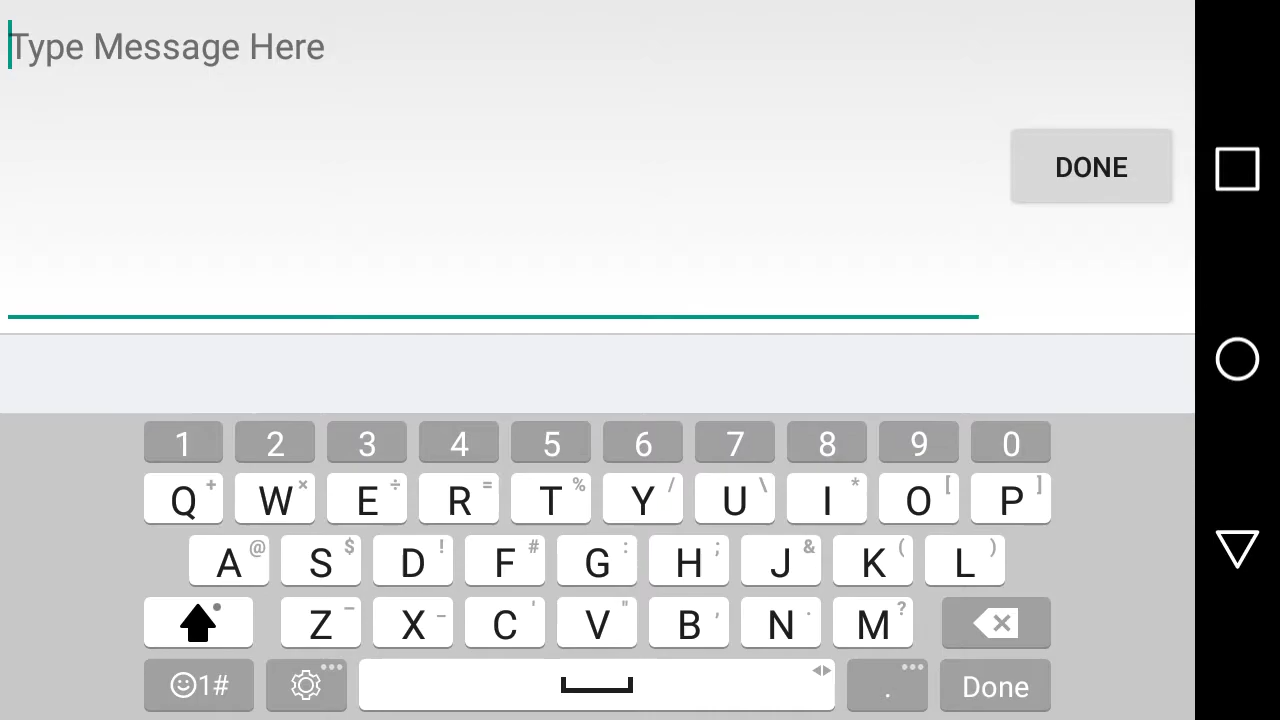 Type Message Here
DONE
1 2 3 4 5 6 7 8 9 0
Q + W × E ÷ R = T % Y / U \ I * O [ P ]
A @ S $ D ! F # G : H ; J & K ( L )
Z – X - C ' V " B , N . M ?
1# . Done